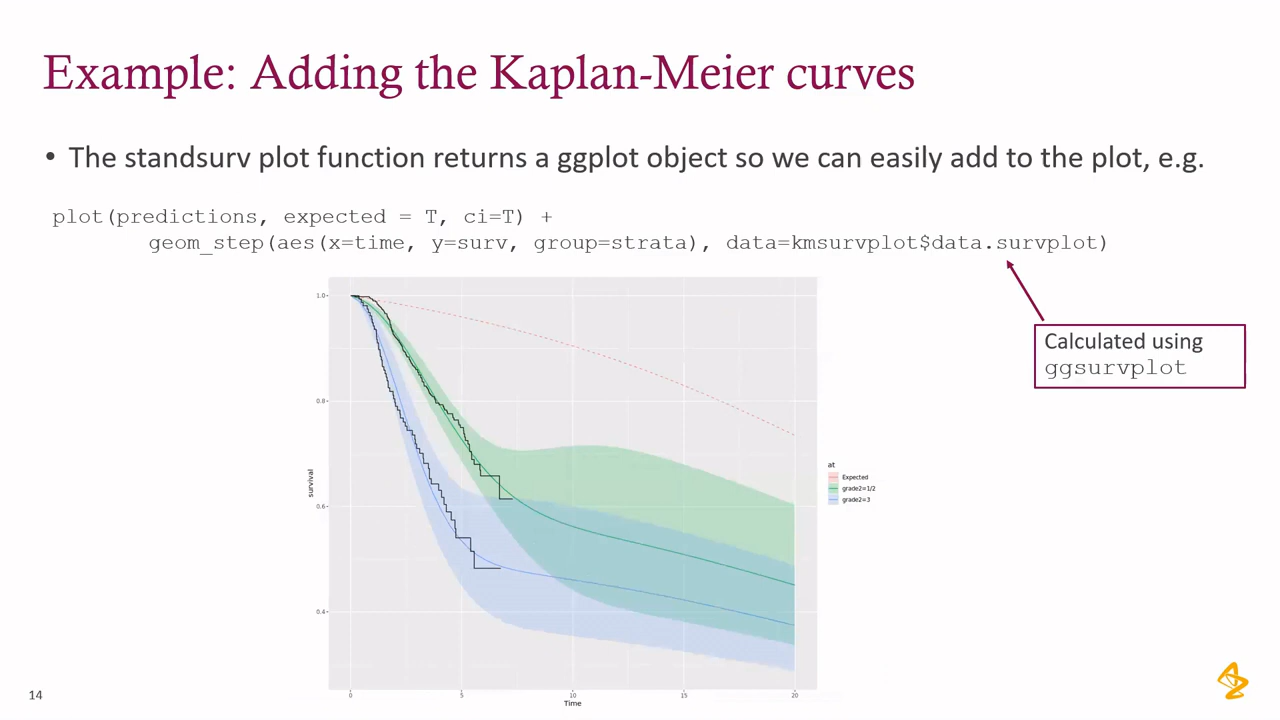 Example: Adding the Kaplan-Meier curves
• The standsurv plot function returns a ggplot object so we can easily add to the plot, e.g.
plot(predictions, expected = T, ci=T) +
geom_step(aes(x=time, y=surv, group=strata), data=kmsurvplot$data.survplot)
Calculated using
ggsurvplot
1.0
0.8
0.6
0.4
survival
0
5
10
15
20
Time
at
Expected
grade2=1/2
grade2=3
14